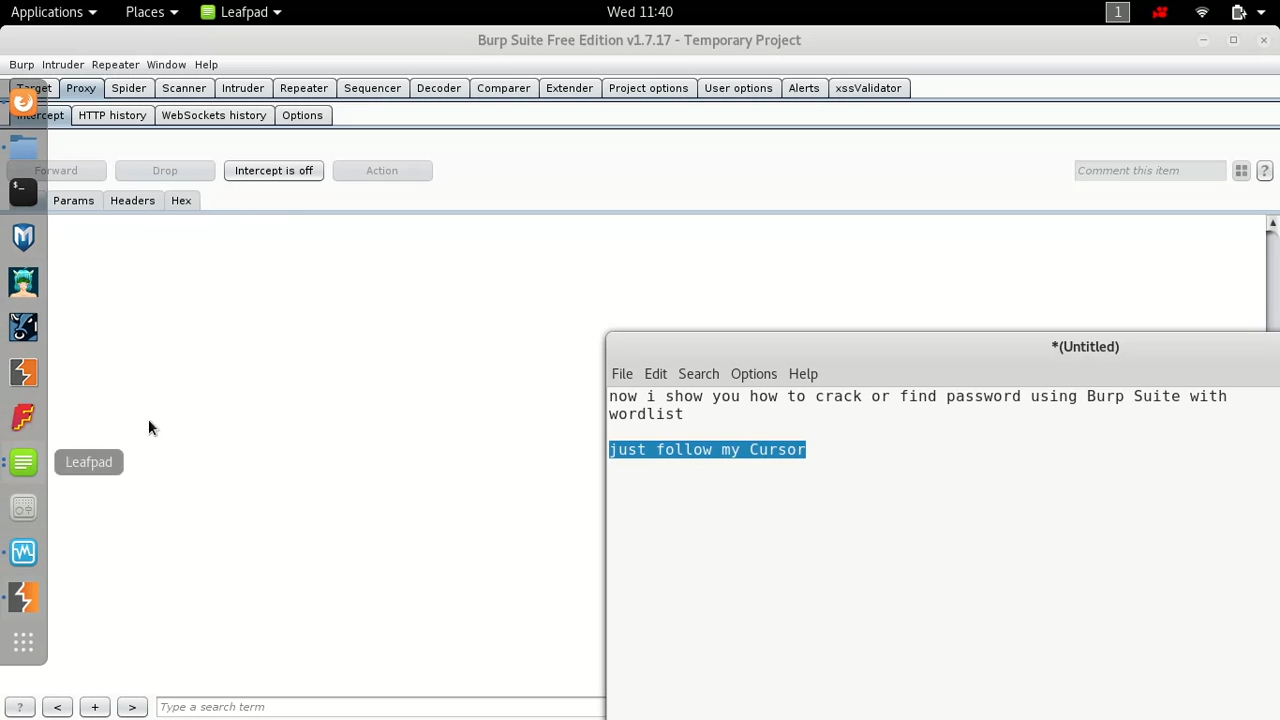 Applications Places Leafpad Wed 11:40 1
Burp Suite Free Edition v1.7.17 - Temporary Project
Burp Intruder Repeater Window Help
Target Proxy Spider Scanner Intruder Repeater Sequencer Decoder Comparer Extender Project options User options Alerts xssValidator
Intercept HTTP history WebSockets history Options
Forward Drop Intercept is off Action Comment this item ?
Params Headers Hex
*(Untitled)
File Edit Search Options Help
now i show you how to crack or find password using Burp Suite with
wordlist
just follow my Cursor
Leafpad
? < + > Type a search term